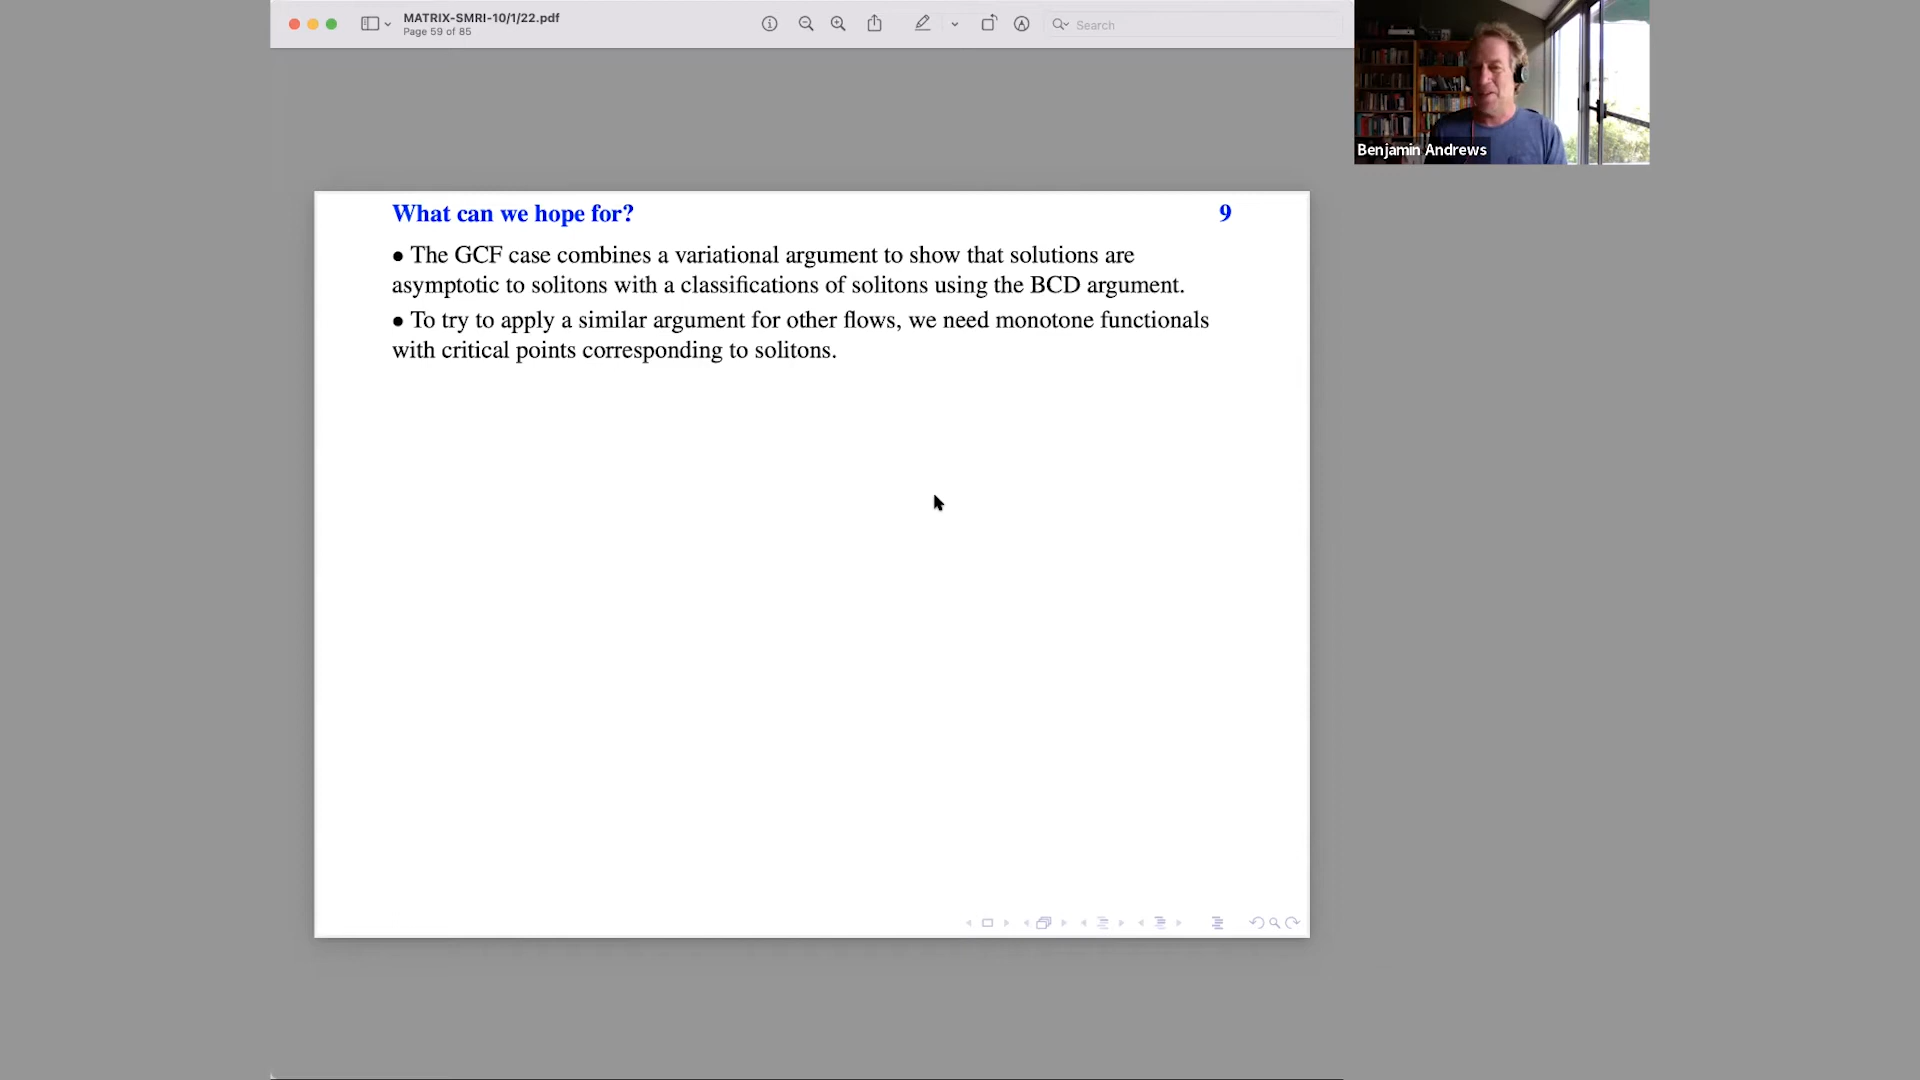 MATRIX-SMRI-10/1/22.pdf
Page 59 of 85
Search
Benjamin Andrews
What can we hope for? 9
• The GCF case combines a variational argument to show that solutions are
asymptotic to solitons with a classifications of solitons using the BCD argument.
• To try to apply a similar argument for other flows, we need monotone functionals
with critical points corresponding to solitons.